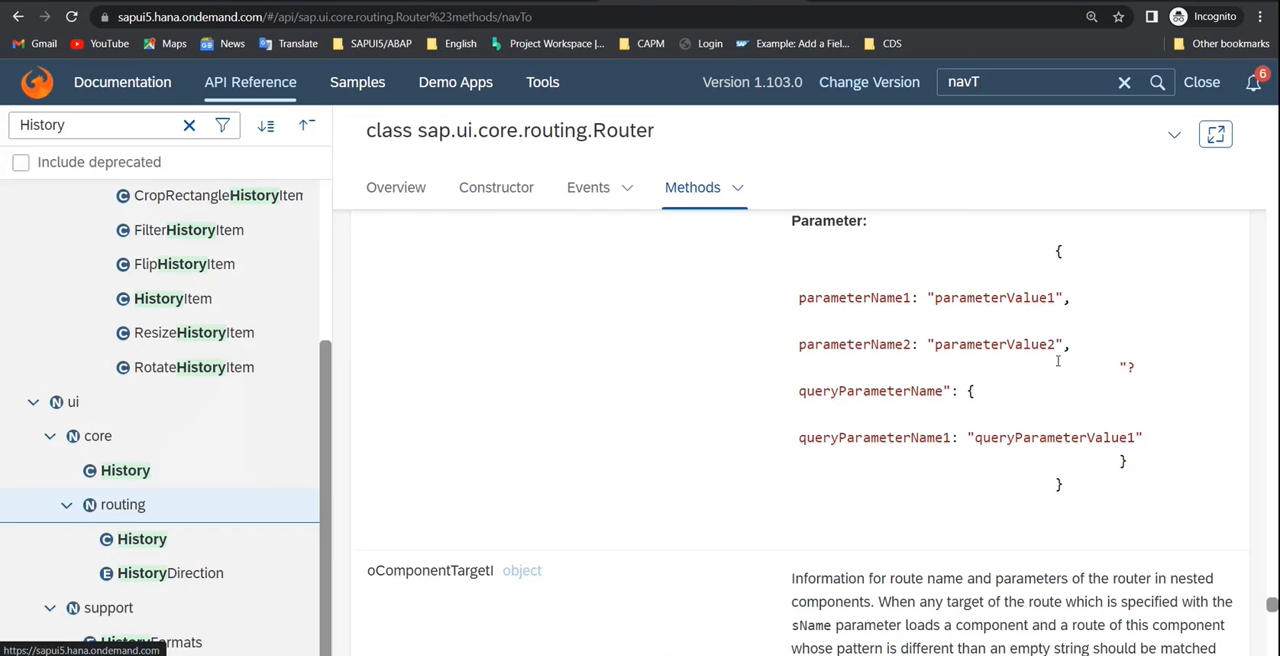 sapui5.hana.ondemand.com/#/api/sap.ui.core.routing.Router%23methods/navTo
Incognito
Gmail YouTube Maps News Translate SAPUI5/ABAP English Project Workspace |... CAPM Login Example: Add a Fiel... CDS Other bookmarks
Documentation API Reference Samples Demo Apps Tools Version 1.103.0 Change Version navT Close 6
History
Include deprecated
CropRectangleHistoryIten
FilterHistoryItem
FlipHistoryItem
HistoryItem
ResizeHistoryItem
RotateHistoryItem
ui
core
History
routing
History
HistoryDirection
support
HistoryFormats
https://sapui5.hana.ondemand.com
class sap.ui.core.routing.Router
Overview Constructor Events Methods
Parameter:
{
parameterName1: "parameterValue1",
parameterName2: "parameterValue2",
"?
queryParameterName": {
queryParameterName1: "queryParameterValue1"
}
}
oComponentTargetI object
Information for route name and parameters of the router in nested
components. When any target of the route which is specified with the
sName parameter loads a component and a route of this component
whose pattern is different than an empty string should be matched